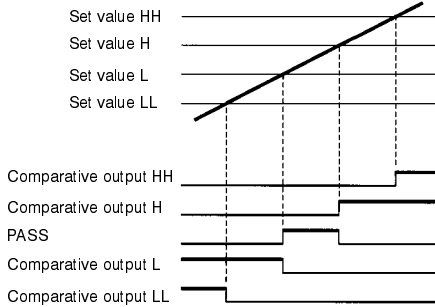 Set value HH
Set value H
Set value L
Set value LL
Comparative output HH
Comparative output H
PASS
Comparative output L
Comparative output LL